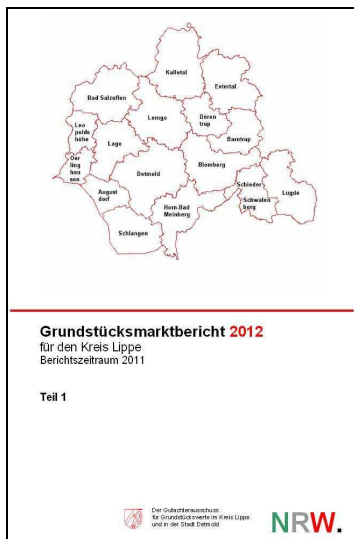 Kalletal
Extertal
Bad Salzuflen
Lemgo
Dören
trup
Leo
polds
höhe
Lage
Barntrup
Oer
ling
hau
sen
Detmold
Blomberg
August
dorf
Schieder
Schwalen
berg
Lügde
Horn-Bad
Meinberg
Schlangen
Grundstücksmarktbericht 2012
für den Kreis Lippe
Berichtszeitraum 2011
Teil 1
Der Gutachterausschuss
für Grundstückswerte im Kreis Lippe
und in der Stadt Detmold
NRW.